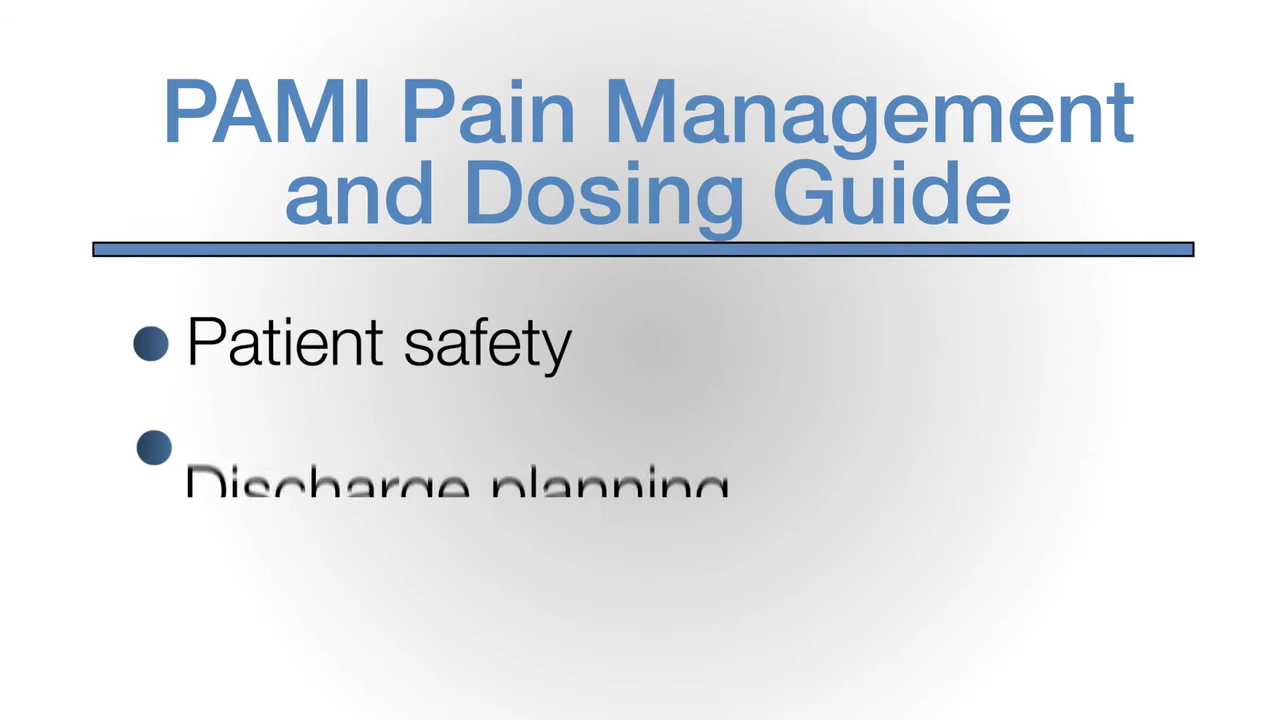 PAMI Pain Management
and Dosing Guide
Patient safety
Discharge planning